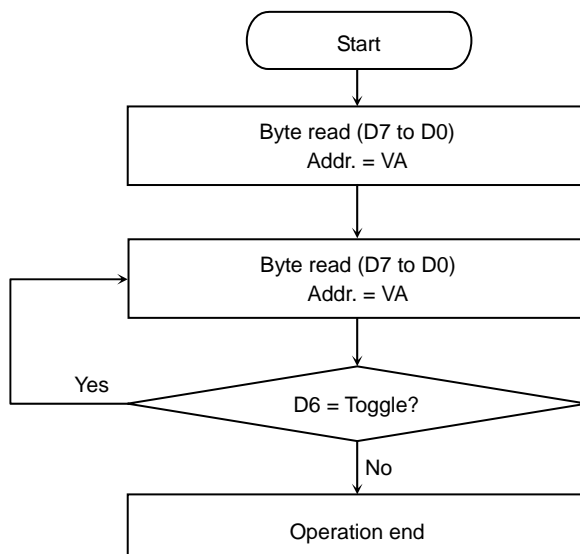 Start
Byte read (D7 to D0)
Addr. = VA
Byte read (D7 to D0)
Addr. = VA
Yes
D6 = Toggle?
No
Operation end